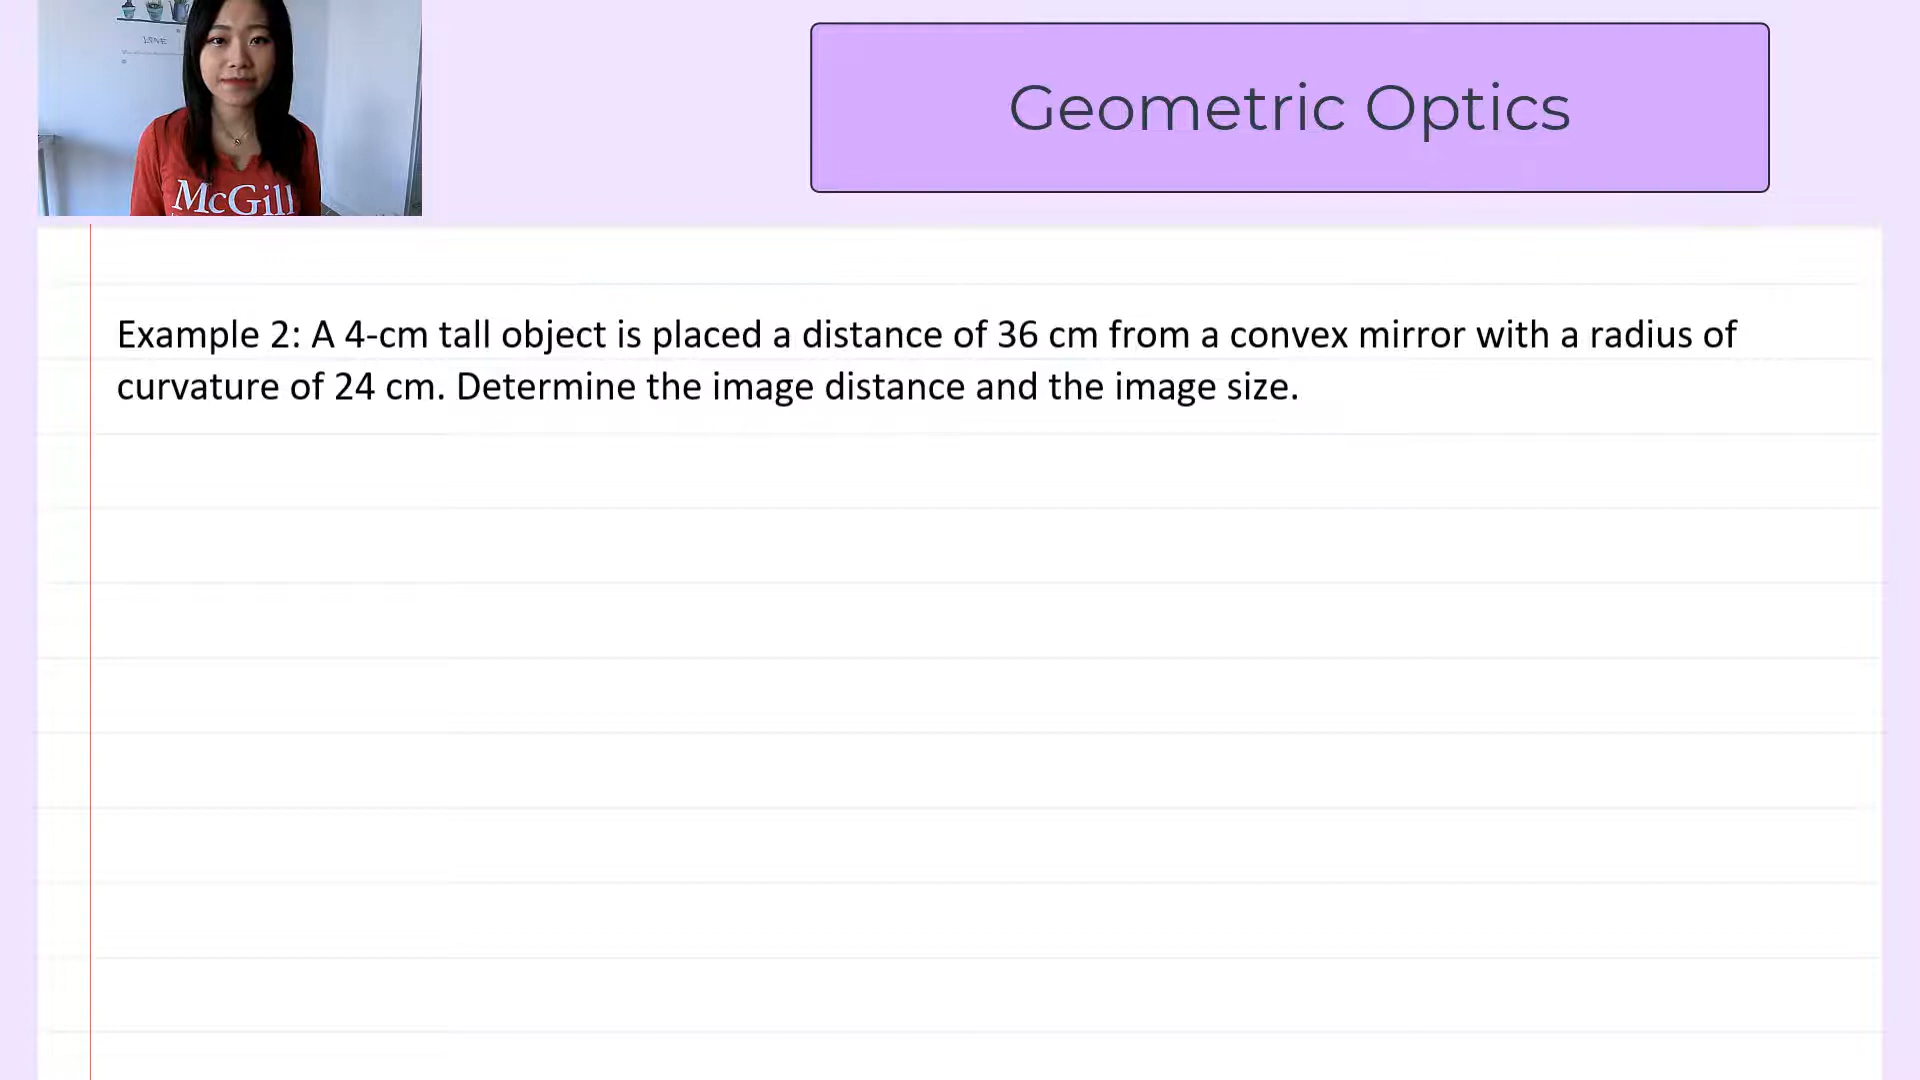 LOVE
McGill
Geometric Optics
Example 2: A 4-cm tall object is placed a distance of 36 cm from a convex mirror with a radius of
curvature of 24 cm. Determine the image distance and the image size.